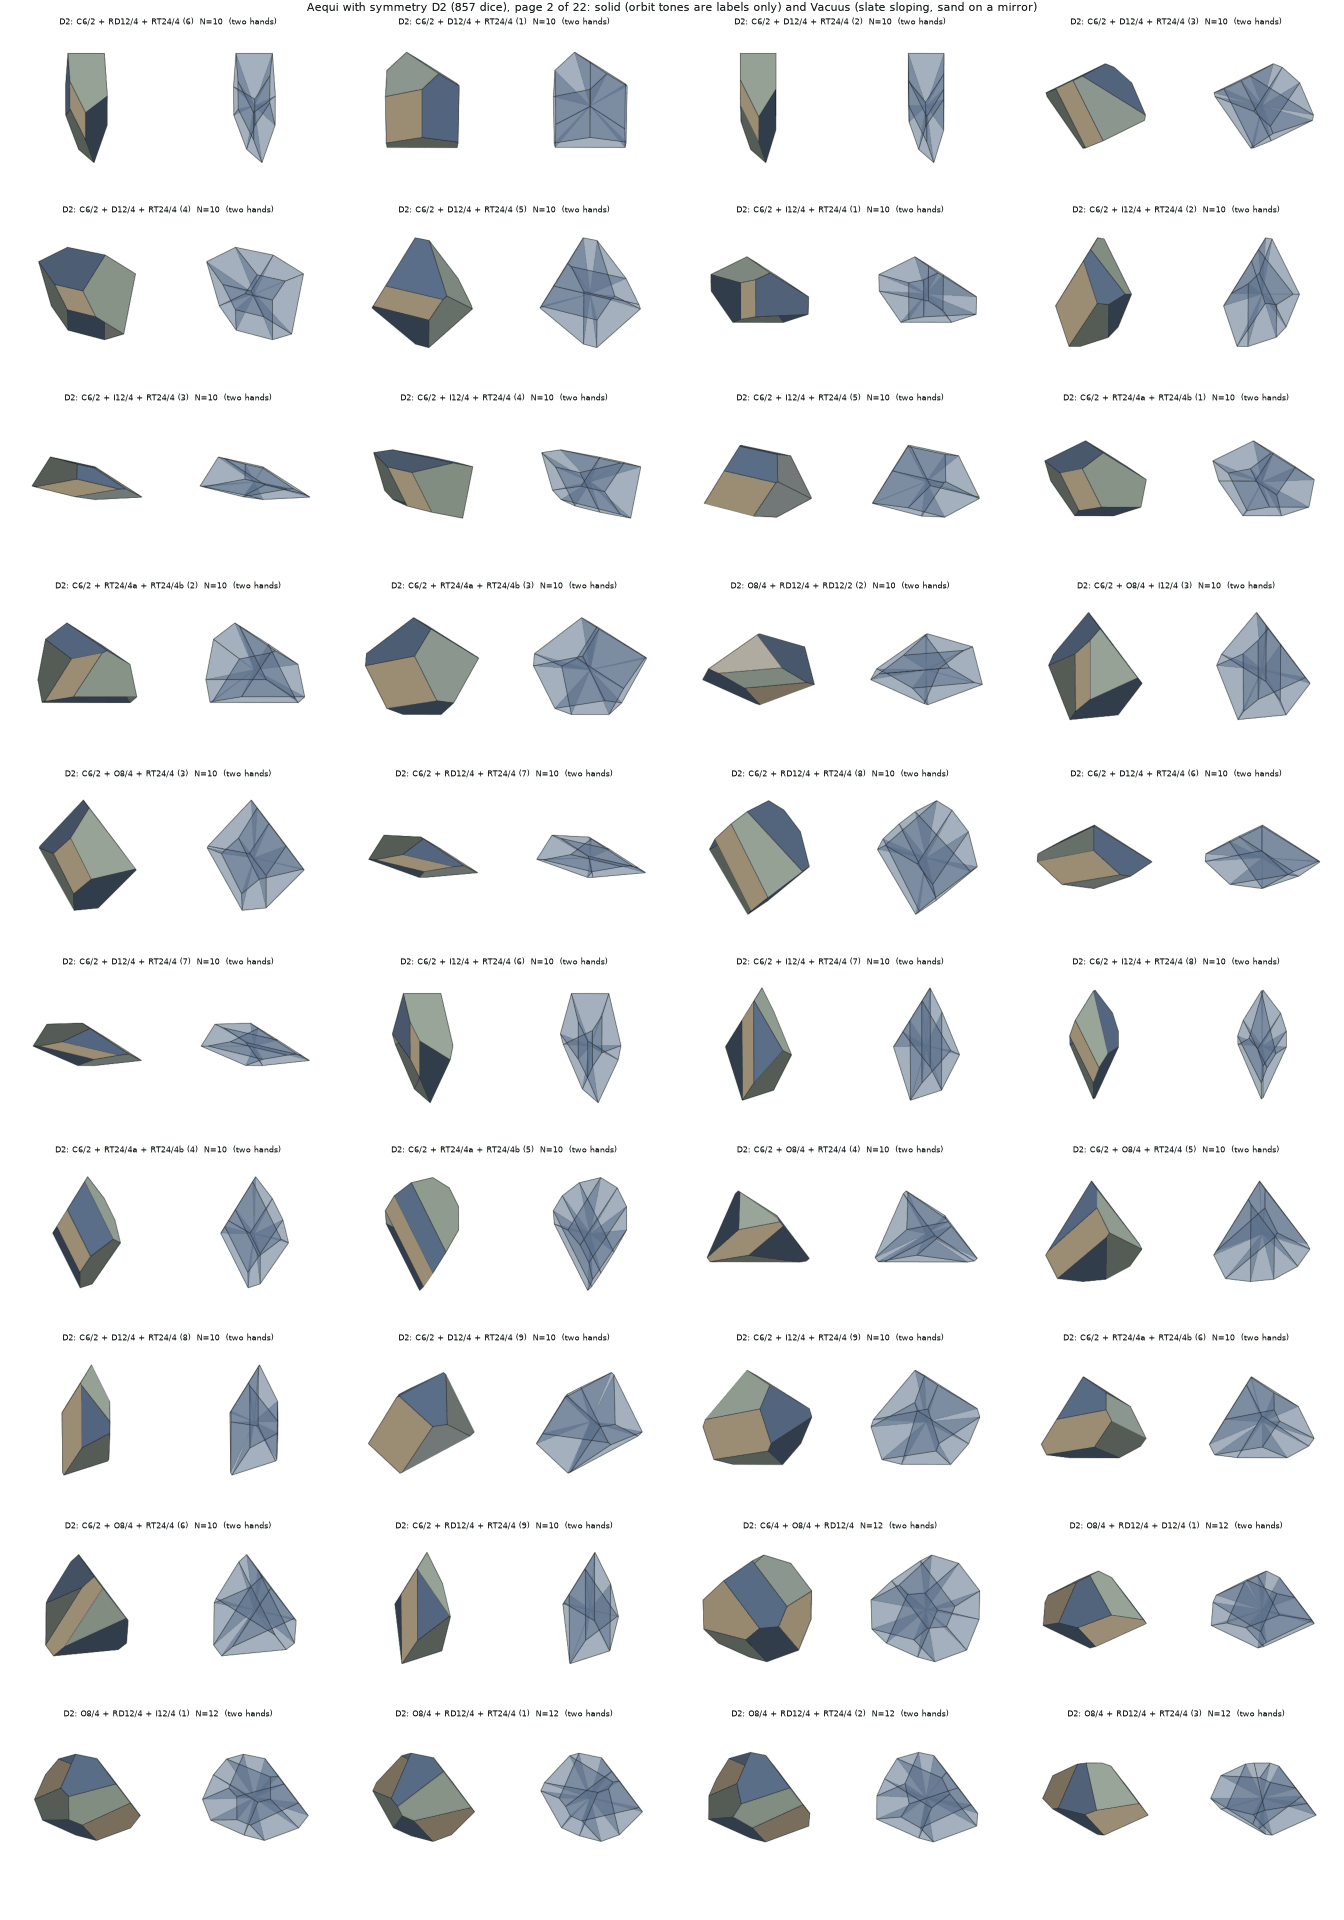 Aequi with symmetry D2 (857 dice), page 2 of 22: solid (orbit tones are labels only) and Vacuus (slate sloping, sand on a mirror)
D2: C6/2 + RD12/4 + RT24/4 (6)  N=10  (two hands)
D2: C6/2 + D12/4 + RT24/4 (1)  N=10  (two hands)
D2: C6/2 + D12/4 + RT24/4 (2)  N=10  (two hands)
D2: C6/2 + D12/4 + RT24/4 (3)  N=10  (two hands)
D2: C6/2 + D12/4 + RT24/4 (4)  N=10  (two hands)
D2: C6/2 + D12/4 + RT24/4 (5)  N=10  (two hands)
D2: C6/2 + I12/4 + RT24/4 (1)  N=10  (two hands)
D2: C6/2 + I12/4 + RT24/4 (2)  N=10  (two hands)
D2: C6/2 + I12/4 + RT24/4 (3)  N=10  (two hands)
D2: C6/2 + I12/4 + RT24/4 (4)  N=10  (two hands)
D2: C6/2 + I12/4 + RT24/4 (5)  N=10  (two hands)
D2: C6/2 + RT24/4a + RT24/4b (1)  N=10  (two hands)
D2: C6/2 + RT24/4a + RT24/4b (2)  N=10  (two hands)
D2: C6/2 + RT24/4a + RT24/4b (3)  N=10  (two hands)
D2: O8/4 + RD12/4 + RD12/2 (2)  N=10  (two hands)
D2: C6/2 + O8/4 + I12/4 (3)  N=10  (two hands)
D2: C6/2 + O8/4 + RT24/4 (3)  N=10  (two hands)
D2: C6/2 + RD12/4 + RT24/4 (7)  N=10  (two hands)
D2: C6/2 + RD12/4 + RT24/4 (8)  N=10  (two hands)
D2: C6/2 + D12/4 + RT24/4 (6)  N=10  (two hands)
D2: C6/2 + D12/4 + RT24/4 (7)  N=10  (two hands)
D2: C6/2 + I12/4 + RT24/4 (6)  N=10  (two hands)
D2: C6/2 + I12/4 + RT24/4 (7)  N=10  (two hands)
D2: C6/2 + I12/4 + RT24/4 (8)  N=10  (two hands)
D2: C6/2 + RT24/4a + RT24/4b (4)  N=10  (two hands)
D2: C6/2 + RT24/4a + RT24/4b (5)  N=10  (two hands)
D2: C6/2 + O8/4 + RT24/4 (4)  N=10  (two hands)
D2: C6/2 + O8/4 + RT24/4 (5)  N=10  (two hands)
D2: C6/2 + D12/4 + RT24/4 (8)  N=10  (two hands)
D2: C6/2 + D12/4 + RT24/4 (9)  N=10  (two hands)
D2: C6/2 + I12/4 + RT24/4 (9)  N=10  (two hands)
D2: C6/2 + RT24/4a + RT24/4b (6)  N=10  (two hands)
D2: C6/2 + O8/4 + RT24/4 (6)  N=10  (two hands)
D2: C6/2 + RD12/4 + RT24/4 (9)  N=10  (two hands)
D2: C6/4 + O8/4 + RD12/4  N=12  (two hands)
D2: O8/4 + RD12/4 + D12/4 (1)  N=12  (two hands)
D2: O8/4 + RD12/4 + I12/4 (1)  N=12  (two hands)
D2: O8/4 + RD12/4 + RT24/4 (1)  N=12  (two hands)
D2: O8/4 + RD12/4 + RT24/4 (2)  N=12  (two hands)
D2: O8/4 + RD12/4 + RT24/4 (3)  N=12  (two hands)